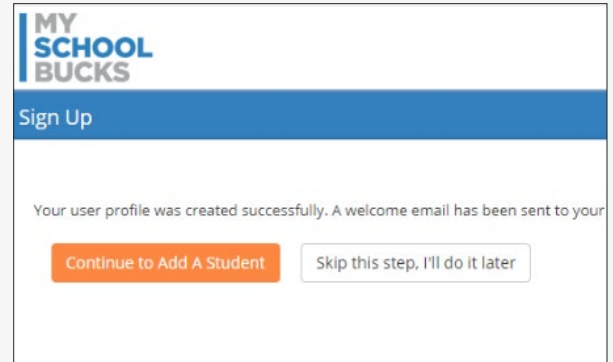 MY
SCHOOL
BUCKS
Sign Up
Your user profile was created successfully. A welcome email has been sent to your
Continue to Add A Student
Skip this step, I'll do it later